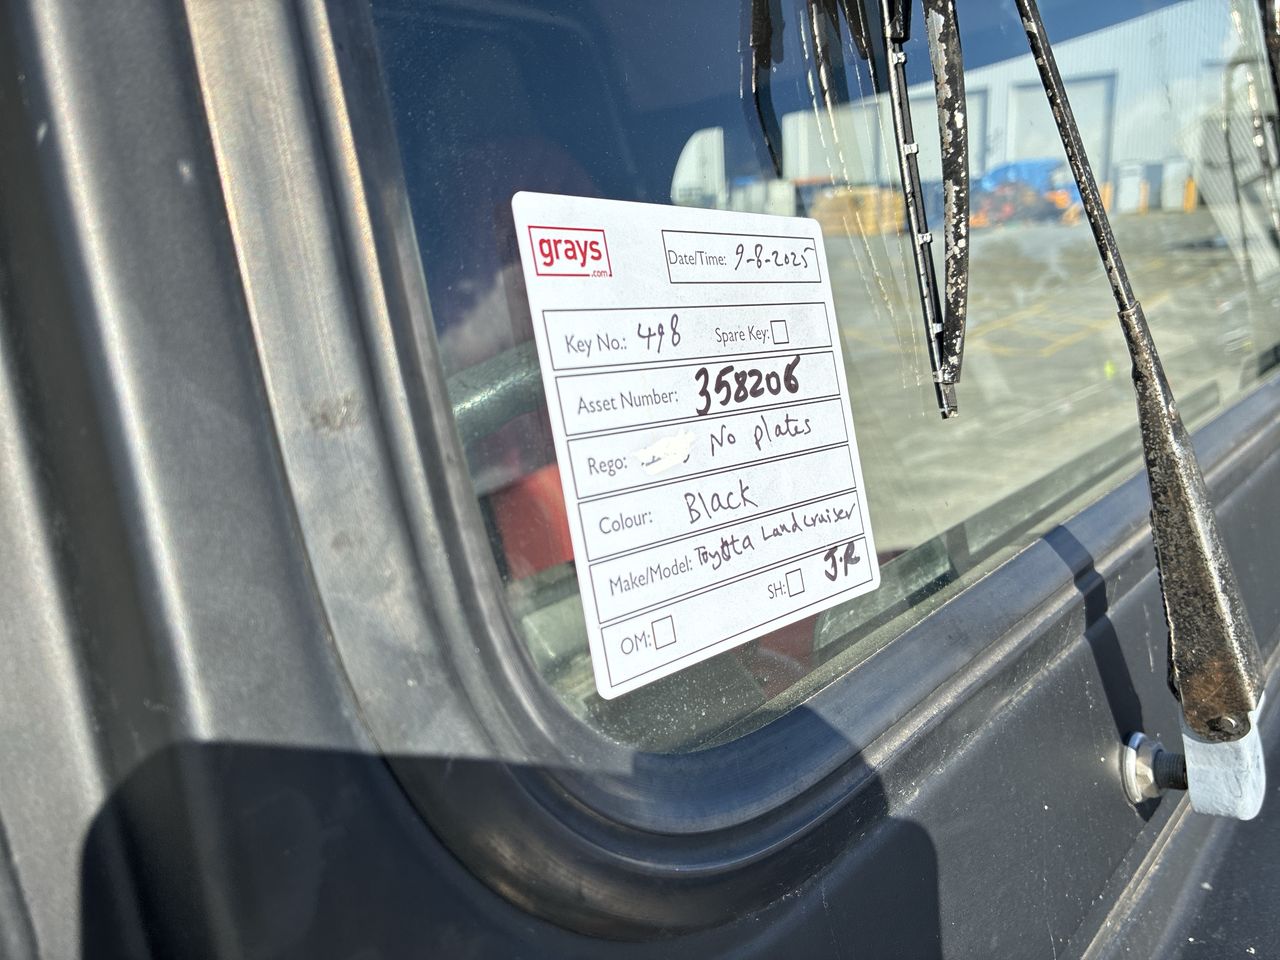 grays
.com
Date/Time: 9-8-2025
Key No.: 498 Spare Key:
Asset Number: 358206
Rego: No plates
Colour: Black
Make/Model: Toyota Landcruiser
OM: SH: J.R